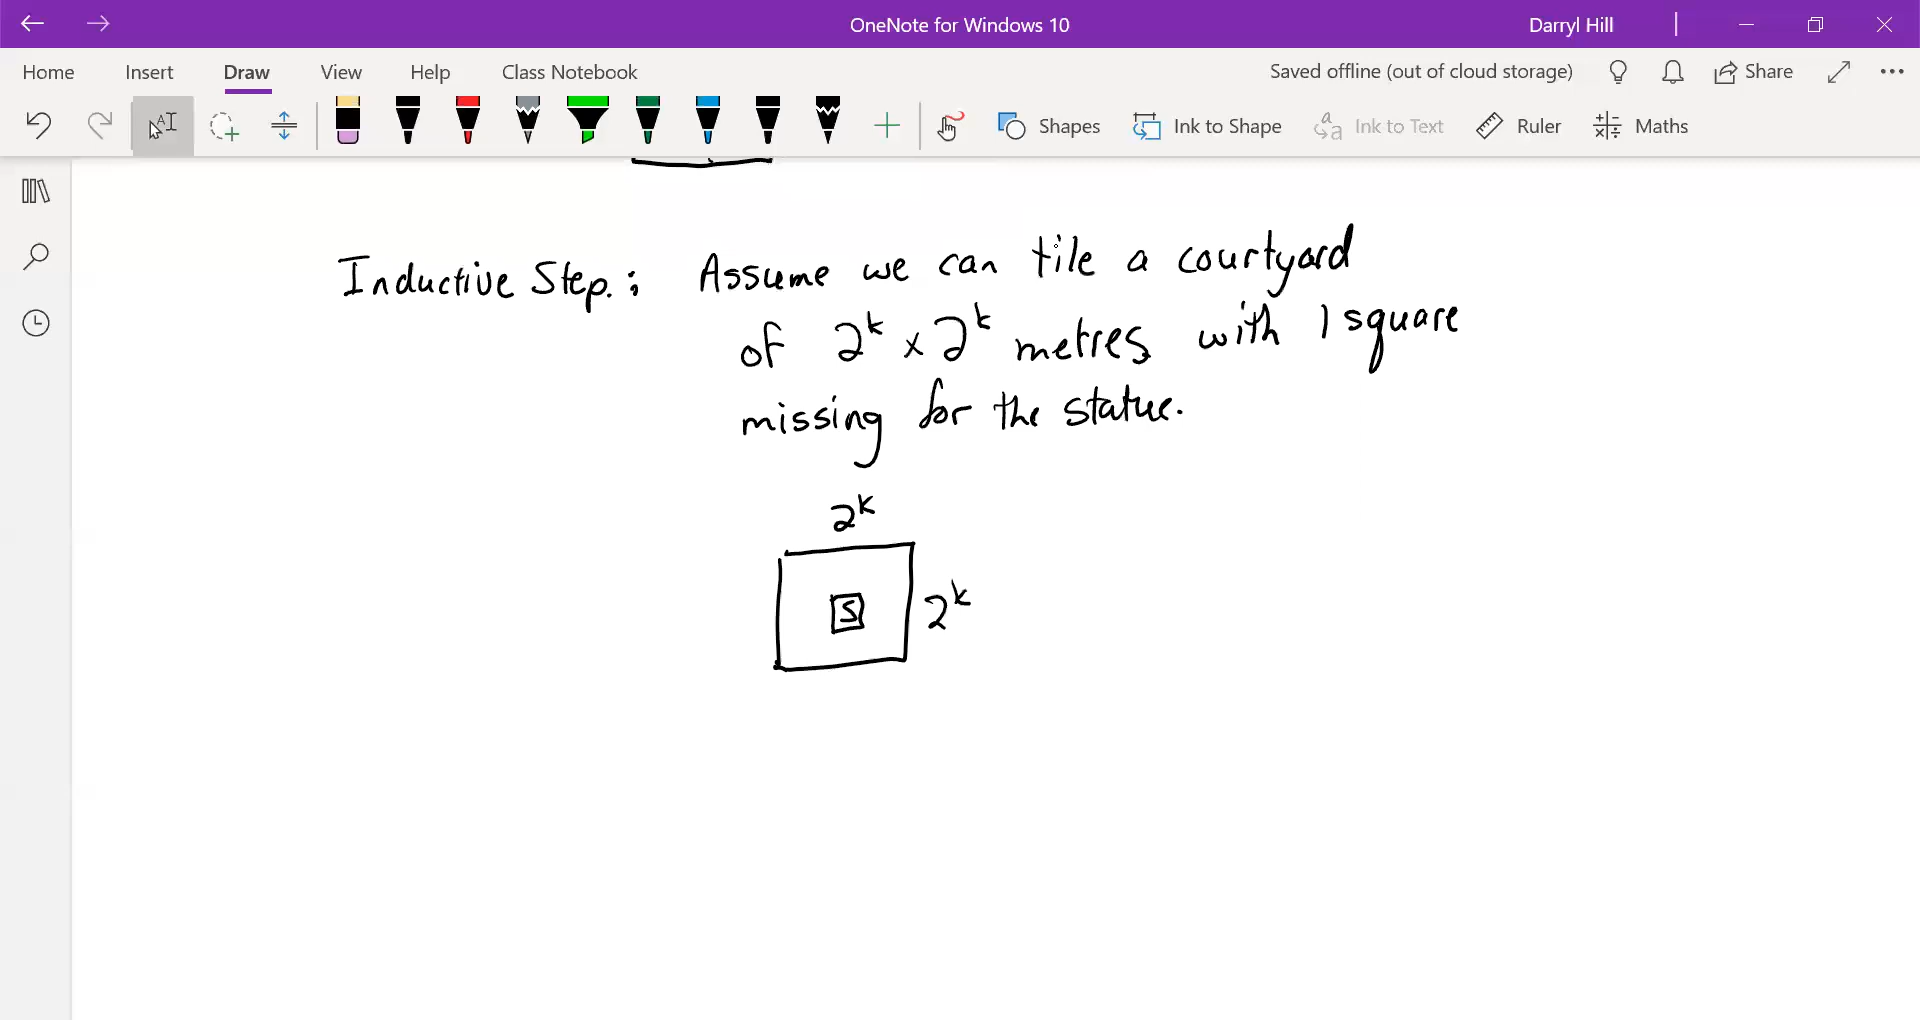 OneNote for Windows 10
Darryl Hill
Home Insert Draw View Help Class Notebook
Saved offline (out of cloud storage)
Share
Shapes
Ink to Shape
Ink to Text
Ruler
Maths
Inductive Step.: Assume we can tile a courtyard
of 2^k x 2^k metres with 1 square
missing for the statue.
2^k
S
2^k